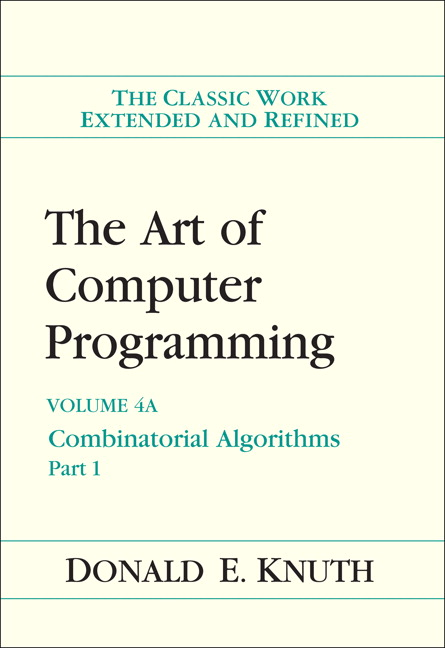 THE CLASSIC WORK
EXTENDED AND REFINED
The Art of
Computer
Programming
VOLUME 4A
Combinatorial Algorithms
Part 1
DONALD E. KNUTH